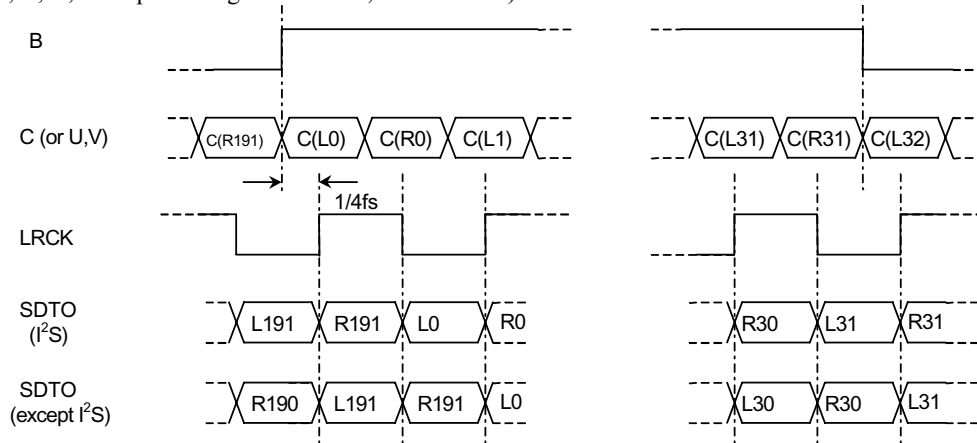 B
C (or U,V)
C(R191)
C(L0)
C(R0)
C(L1)
C(L31)
C(R31)
C(L32)
1/4fs
LRCK
SDTO
(I²S)
L191
R191
L0
R0
R30
L31
R31
SDTO
(except I²S)
R190
L191
R191
L0
L30
R30
L31